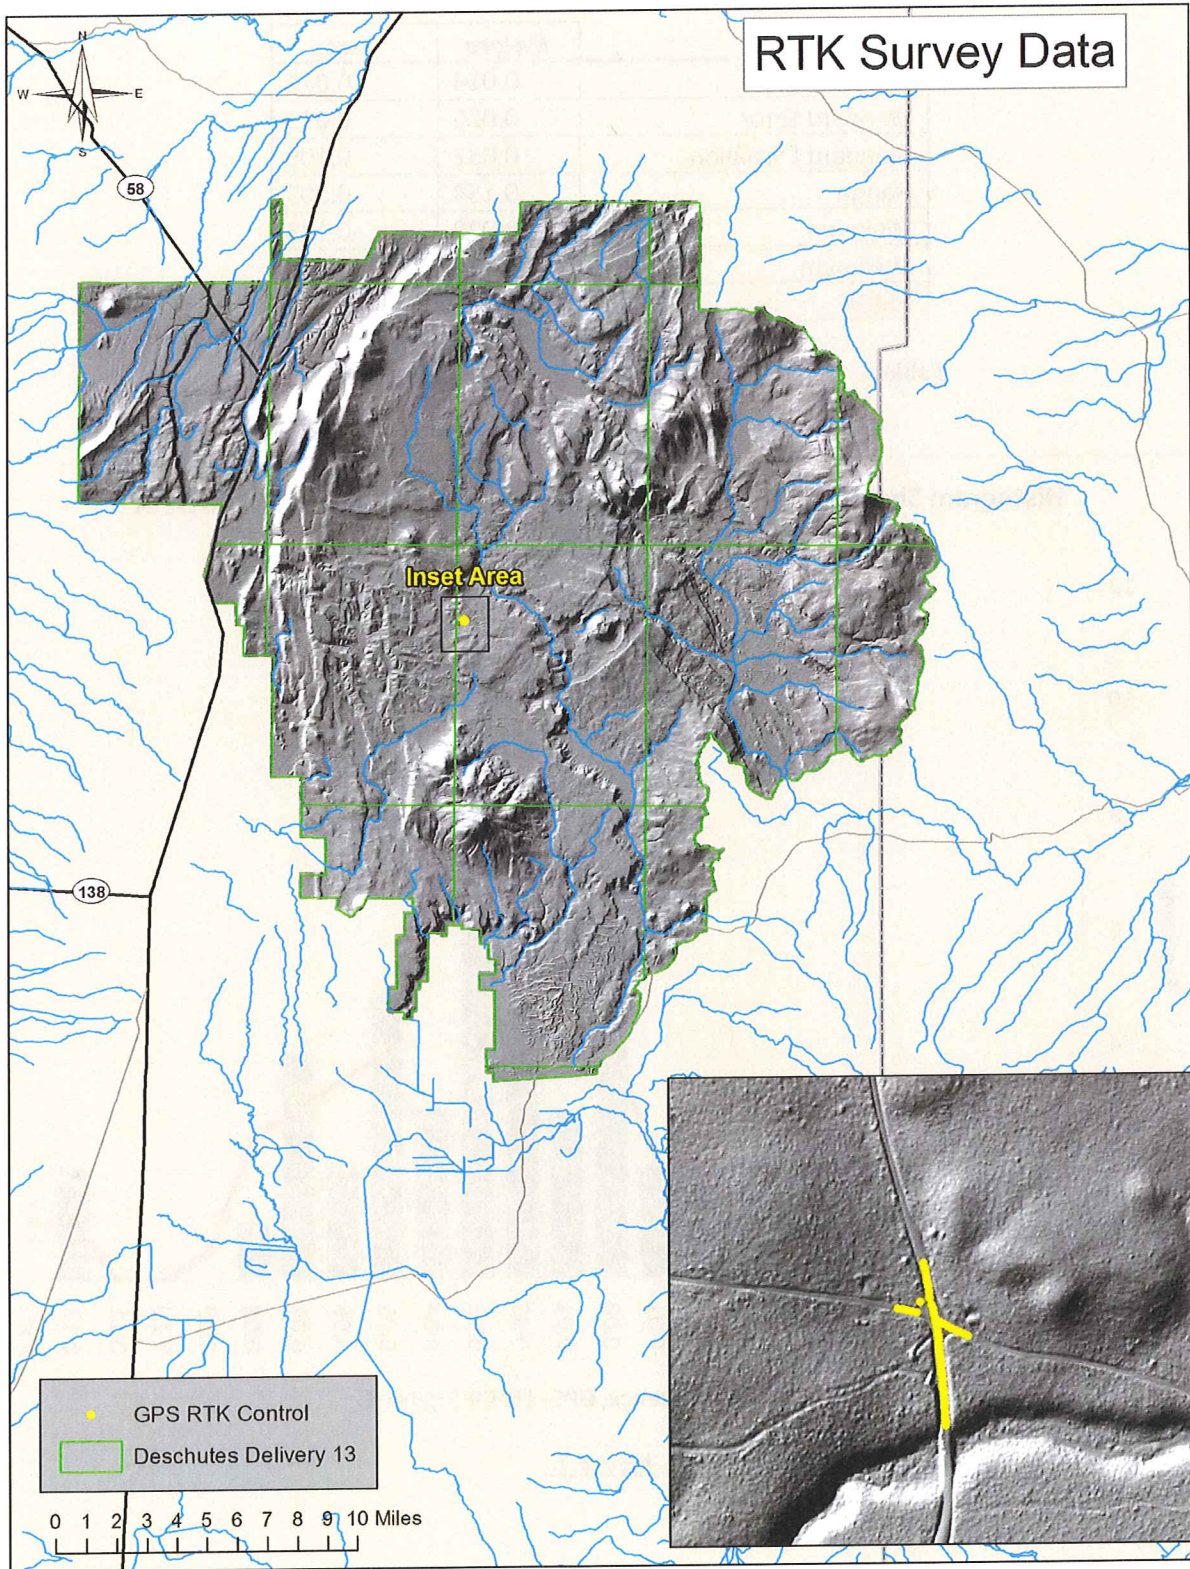 RTK Survey Data
N
W E
S
58
Inset Area
138
GPS RTK Control
Deschutes Delivery 13
0 1 2 3 4 5 6 7 8 9 10 Miles